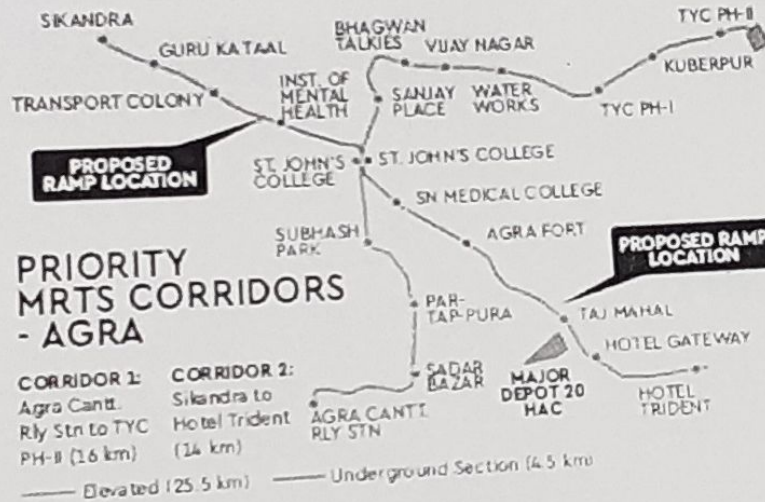 SIKANDRA
GURU KATAAL
TRANSPORT COLONY
INST. OF
MENTAL
HEALTH
BHAGWAN
TALKIES
VIJAY NAGAR
SANJAY
PLACE
WATER
WORKS
TYC PH-I
KUBERPUR
TYC PH-II
PROPOSED
RAMP LOCATION
ST. JOHN'S
COLLEGE
ST. JOHN'S COLLEGE
SN MEDICAL COLLEGE
SUBHASH
PARK
AGRA FORT
PROPOSED RAMP
LOCATION
PAR-
TAP-PURA
TAJ MAHAL
HOTEL GATEWAY
SADAR
BAZAR
MAJOR
DEPOT 20
HAC
HOTEL
TRIDENT
AGRA CANTT.
RLY STN
PRIORITY
MRTS CORRIDORS
- AGRA
CORRIDOR 1:
Agra Cantt.
Rly Stn to TYC
PH-II (16 km)
CORRIDOR 2:
Sikandra to
Hotel Trident
(14 km)
Elevated (25.5 km)
Underground Section (4.5 km)